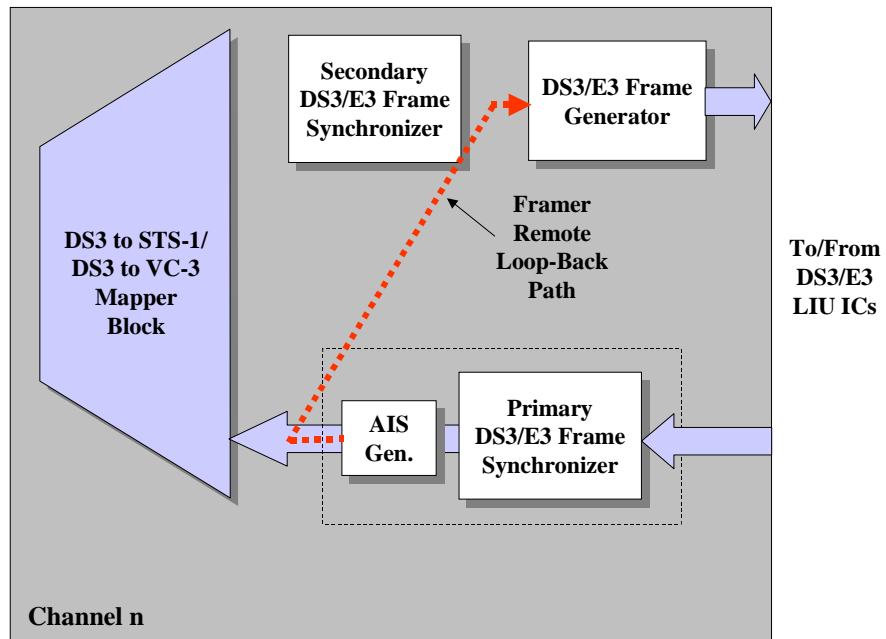 Secondary
DS3/E3 Frame
Synchronizer
DS3/E3 Frame
Generator
DS3 to STS-1/
DS3 to VC-3
Mapper
Block
Framer
Remote
Loop-Back
Path
To/From
DS3/E3
LIU ICs
AIS
Gen.
Primary
DS3/E3 Frame
Synchronizer
Channel n